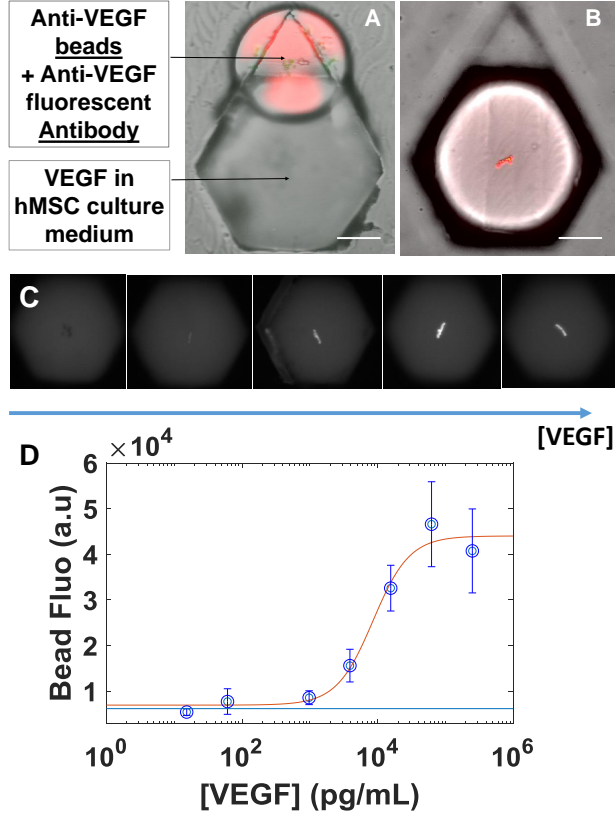 Anti-VEGF
beads
+ Anti-VEGF
fluorescent
Antibody
VEGF in
hMSC culture
medium
A
B
C
[VEGF]
D
×10⁴
6
5
4
3
2
1
Bead Fluo (a.u)
10⁰ 10² 10⁴ 10⁶
[VEGF] (pg/mL)